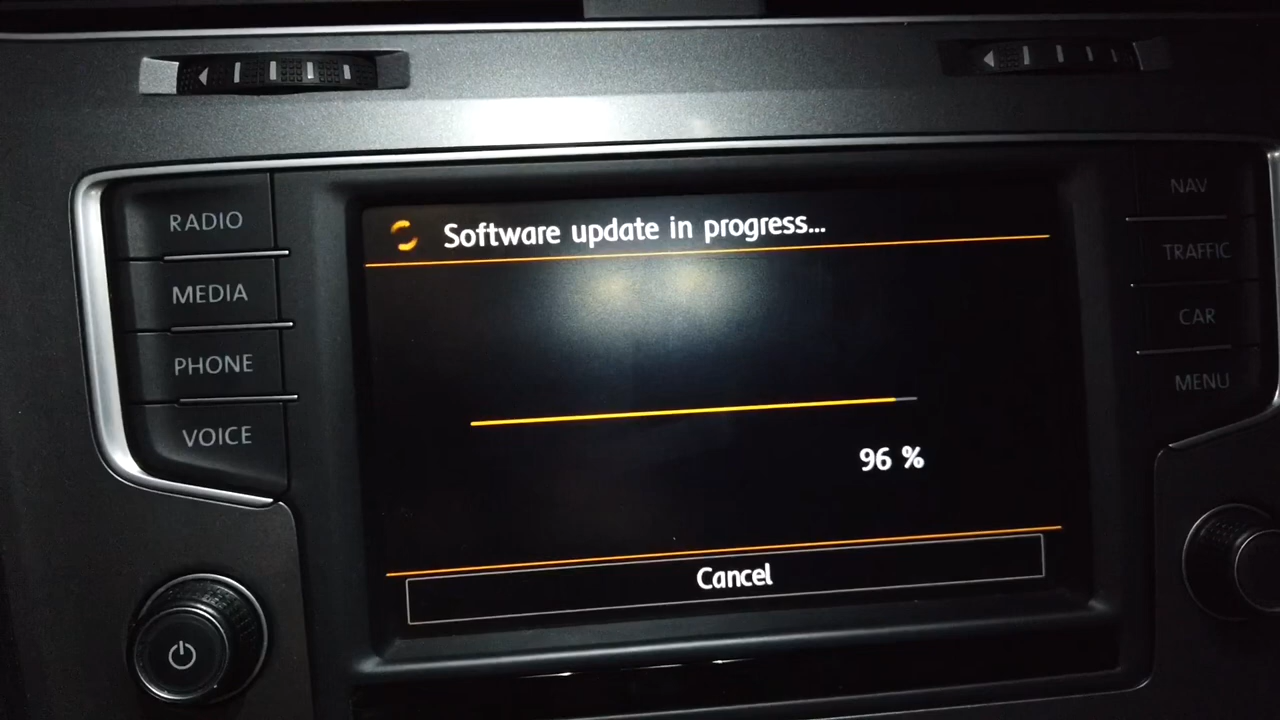 RADIO
MEDIA
PHONE
VOICE
Software update in progress...
96 %
Cancel
NAV
TRAFFIC
CAR
MENU